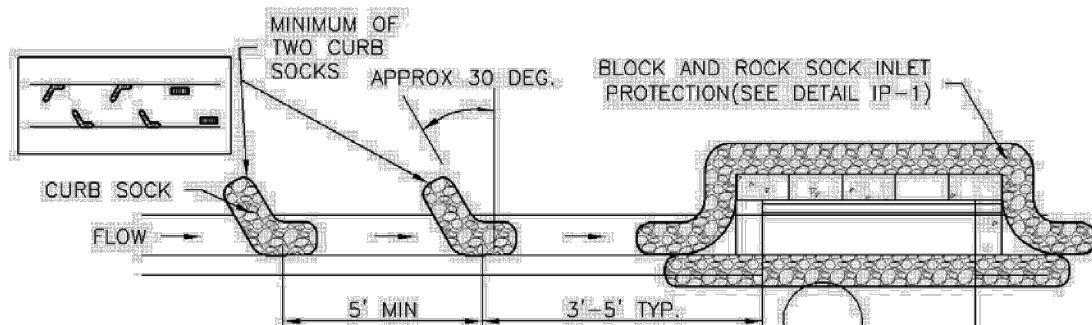 MINIMUM OF
TWO CURB
SOCKS
APPROX 30 DEG.
BLOCK AND ROCK SOCK INLET
PROTECTION(SEE DETAIL IP-1)
CURB SOCK
FLOW
5' MIN
3'-5' TYP.